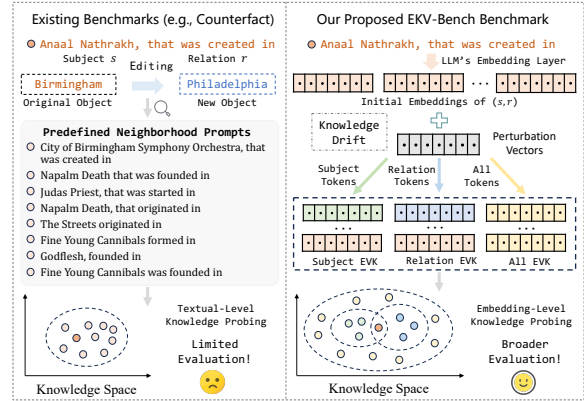 Existing Benchmarks (e.g., Counterfact)
Anaal Nathrakh, that was created in
Subject s
Relation r
Editing
Birmingham
Philadelphia
Original Object
New Object
Predefined Neighborhood Prompts
City of Birmingham Symphony Orchestra, that
was created in
Napalm Death that was founded in
Judas Priest, that was started in
Napalm Death, that originated in
The Streets originated in
Fine Young Cannibals formed in
Godflesh, founded in
Fine Young Cannibals was founded in
Textual-Level
Knowledge Probing
Limited
Evaluation!
Knowledge Space
Our Proposed EKV-Bench Benchmark
Anaal Nathrakh, that was created in
LLM's Embedding Layer
...
Initial Embeddings of (s,r)
Knowledge
Drift
Perturbation
Vectors
Subject
Tokens
Relation
Tokens
All
Tokens
... ... ...
Subject EVK
Relation EVK
All EVK
Embedding-Level
Knowledge Probing
Broader
Evaluation!
Knowledge Space